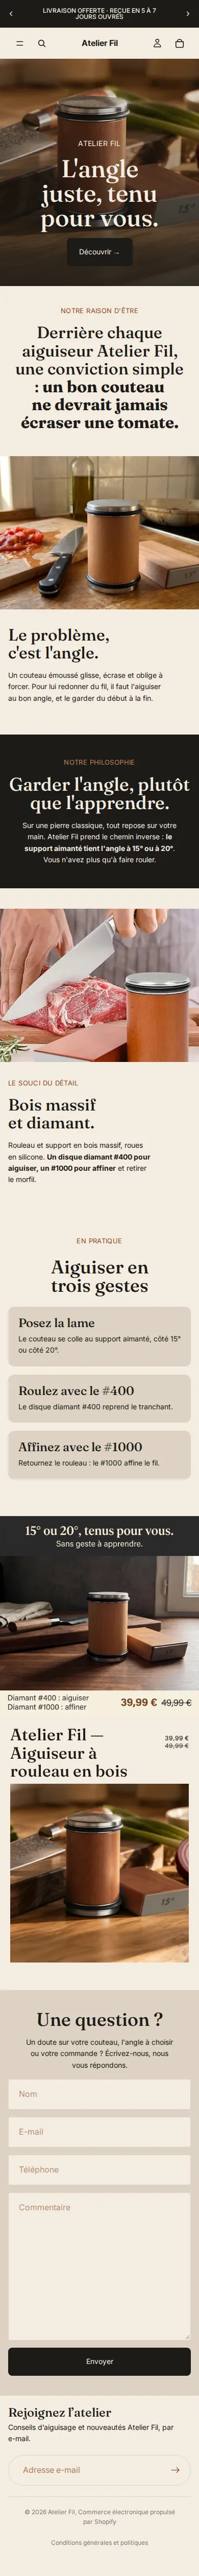 LIVRAISON OFFERTE · REÇUE EN 5 À 7
JOURS OUVRÉS
Atelier Fil
ATELIER FIL
L'angle
juste, tenu
pour vous.
Découvrir →
15°
NOTRE RAISON D'ÊTRE
Derrière chaque
aiguiseur Atelier Fil,
une conviction simple
: un bon couteau
ne devrait jamais
écraser une tomate.
Le problème,
c'est l'angle.
Un couteau émoussé glisse, écrase et oblige à
forcer. Pour lui redonner du fil, il faut l'aiguiser
au bon angle, et le garder du début à la fin.
NOTRE PHILOSOPHIE
Garder l'angle, plutôt
que l'apprendre.
Sur une pierre classique, tout repose sur votre
main. Atelier Fil prend le chemin inverse : le
support aimanté tient l'angle à 15° ou à 20°.
Vous n'avez plus qu'à faire rouler.
LE SOUCI DU DÉTAIL
Bois massif
et diamant.
Rouleau et support en bois massif, roues
en silicone. Un disque diamant #400 pour
aiguiser, un #1000 pour affiner et retirer
le morfil.
EN PRATIQUE
Aiguiser en
trois gestes
Posez la lame
Le couteau se colle au support aimanté, côté 15°
ou côté 20°.
Roulez avec le #400
Le disque diamant #400 reprend le tranchant.
Affinez avec le #1000
Retournez le rouleau : le #1000 affine le fil.
15° ou 20°, tenus pour vous.
Sans geste à apprendre.
Diamant #400 : aiguiser
Diamant #1000 : affiner
39,99 € 49,99 €
Atelier Fil —
Aiguiseur à
rouleau en bois
39,99 €
49,99 €
15°
Une question ?
Un doute sur votre couteau, l'angle à choisir
ou votre commande ? Écrivez-nous, nous
vous répondons.
Nom
E-mail
Téléphone
Commentaire
Envoyer
Rejoignez l'atelier
Conseils d'aiguisage et nouveautés Atelier Fil, par
e-mail.
Adresse e-mail
© 2026 Atelier Fil, Commerce électronique propulsé
par Shopify
Conditions générales et politiques